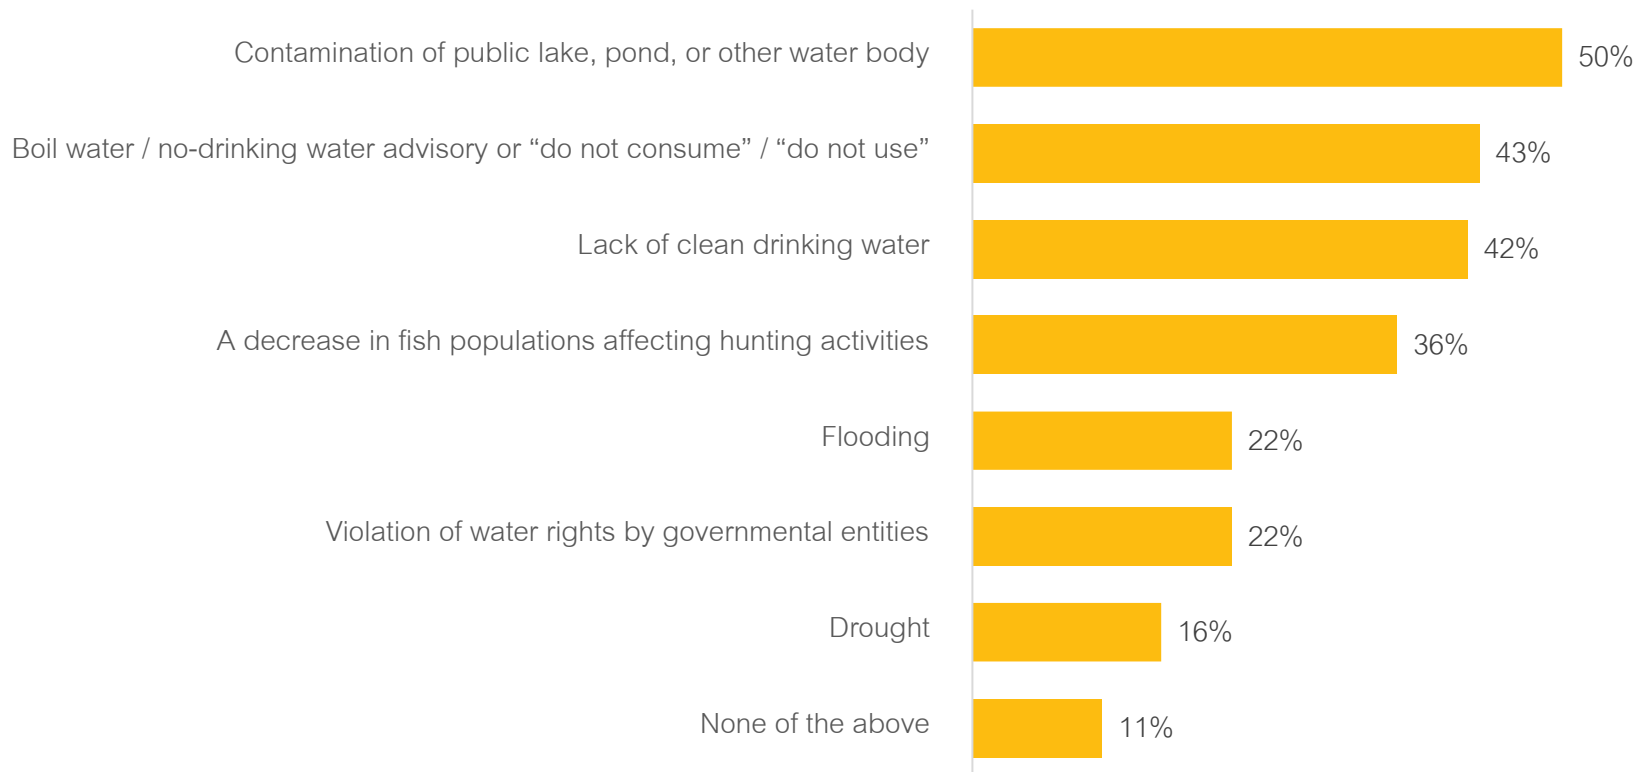 Contamination of public lake, pond, or other water body 50%
Boil water / no-drinking water advisory or “do not consume” / “do not use” 43%
Lack of clean drinking water 42%
A decrease in fish populations affecting hunting activities 36%
Flooding 22%
Violation of water rights by governmental entities 22%
Drought 16%
None of the above 11%